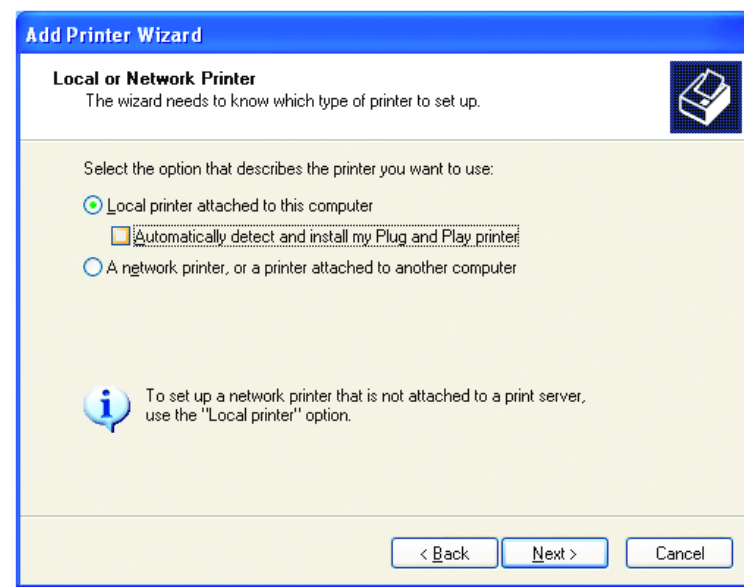 Add Printer Wizard
Local or Network Printer
The wizard needs to know which type of printer to set up.
Select the option that describes the printer you want to use:
Local printer attached to this computer
Automatically detect and install my Plug and Play printer
A network printer, or a printer attached to another computer
To set up a network printer that is not attached to a print server,
use the "Local printer" option.
< Back Next > Cancel